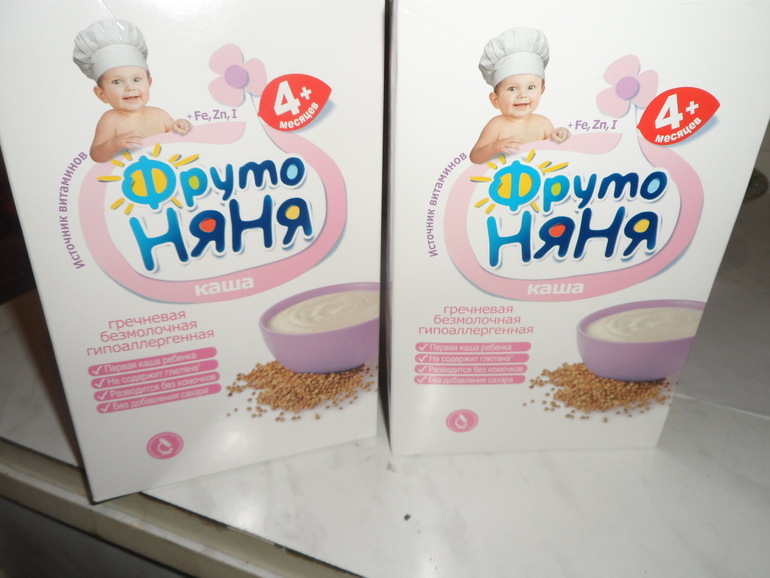 + Fe, Zn, I
4+
месяцев
Источник витаминов
Фруто
НяНя
каша
гречневая
безмолочная
гипоаллергенная
Первая каша ребенка
Не содержит глютена*
Разводится без комочков
Без добавления сахара
+ Fe, Zn, I
4+
месяцев
Источник витаминов
Фруто
НяНя
каша
гречневая
безмолочная
гипоаллергенная
Первая каша ребенка
Не содержит глютена*
Разводится без комочков
Без добавления сахара